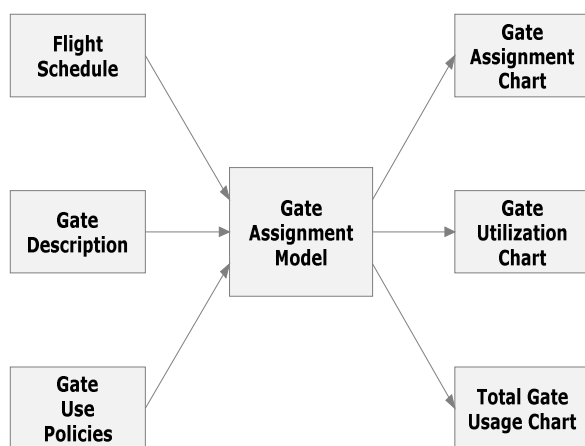 Flight
Schedule
Gate
Description
Gate
Use
Policies
Gate
Assignment
Model
Gate
Assignment
Chart
Gate
Utilization
Chart
Total Gate
Usage Chart